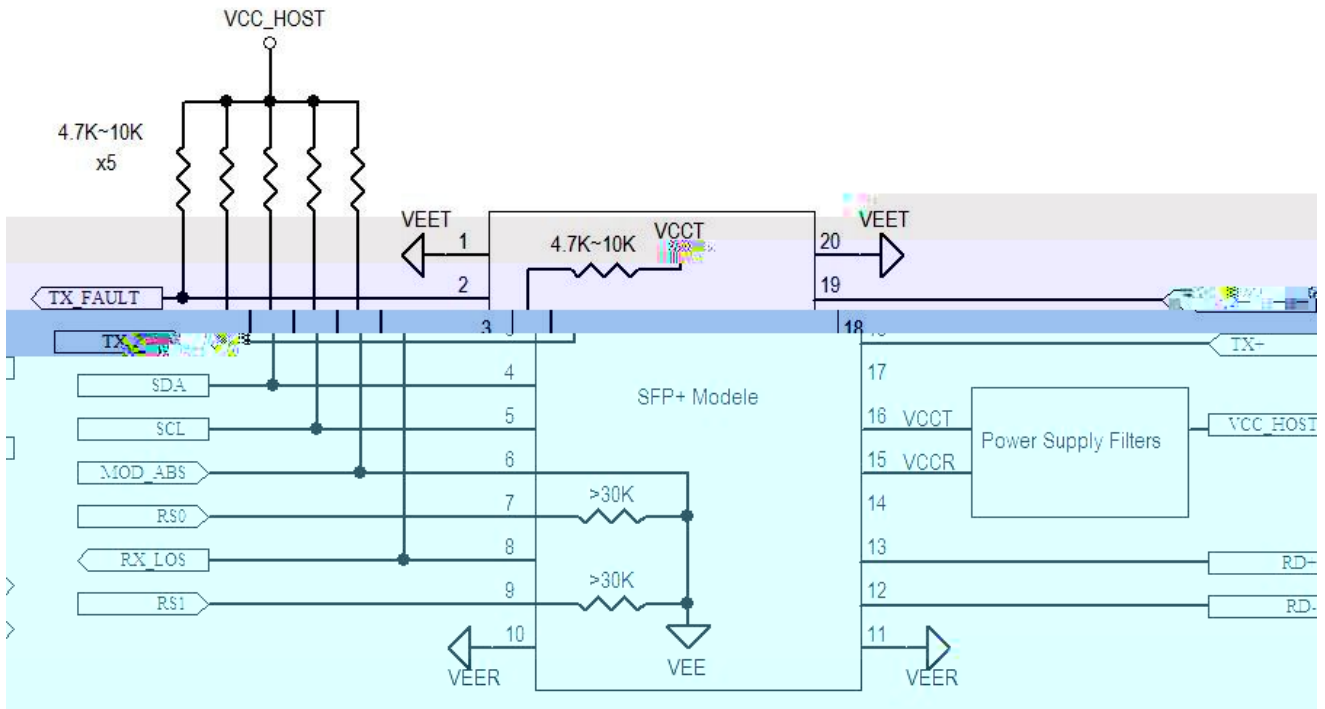 VCC_HOST
4.7K~10K
x5
VEET
1
4.7K~10K
VCCT
20
VEET
TX_FAULT
2
19
3
18
TX+
SDA
4
17
SCL
5
SFP+ Modele
16
VCCT
Power Supply Filters
VCC_HOST
MOD_ABS
6
15
VCCR
RS0
7
>30K
14
RX_LOS
8
13
RD+
RS1
9
>30K
12
RD-
10
11
VEER
VEE
VEER